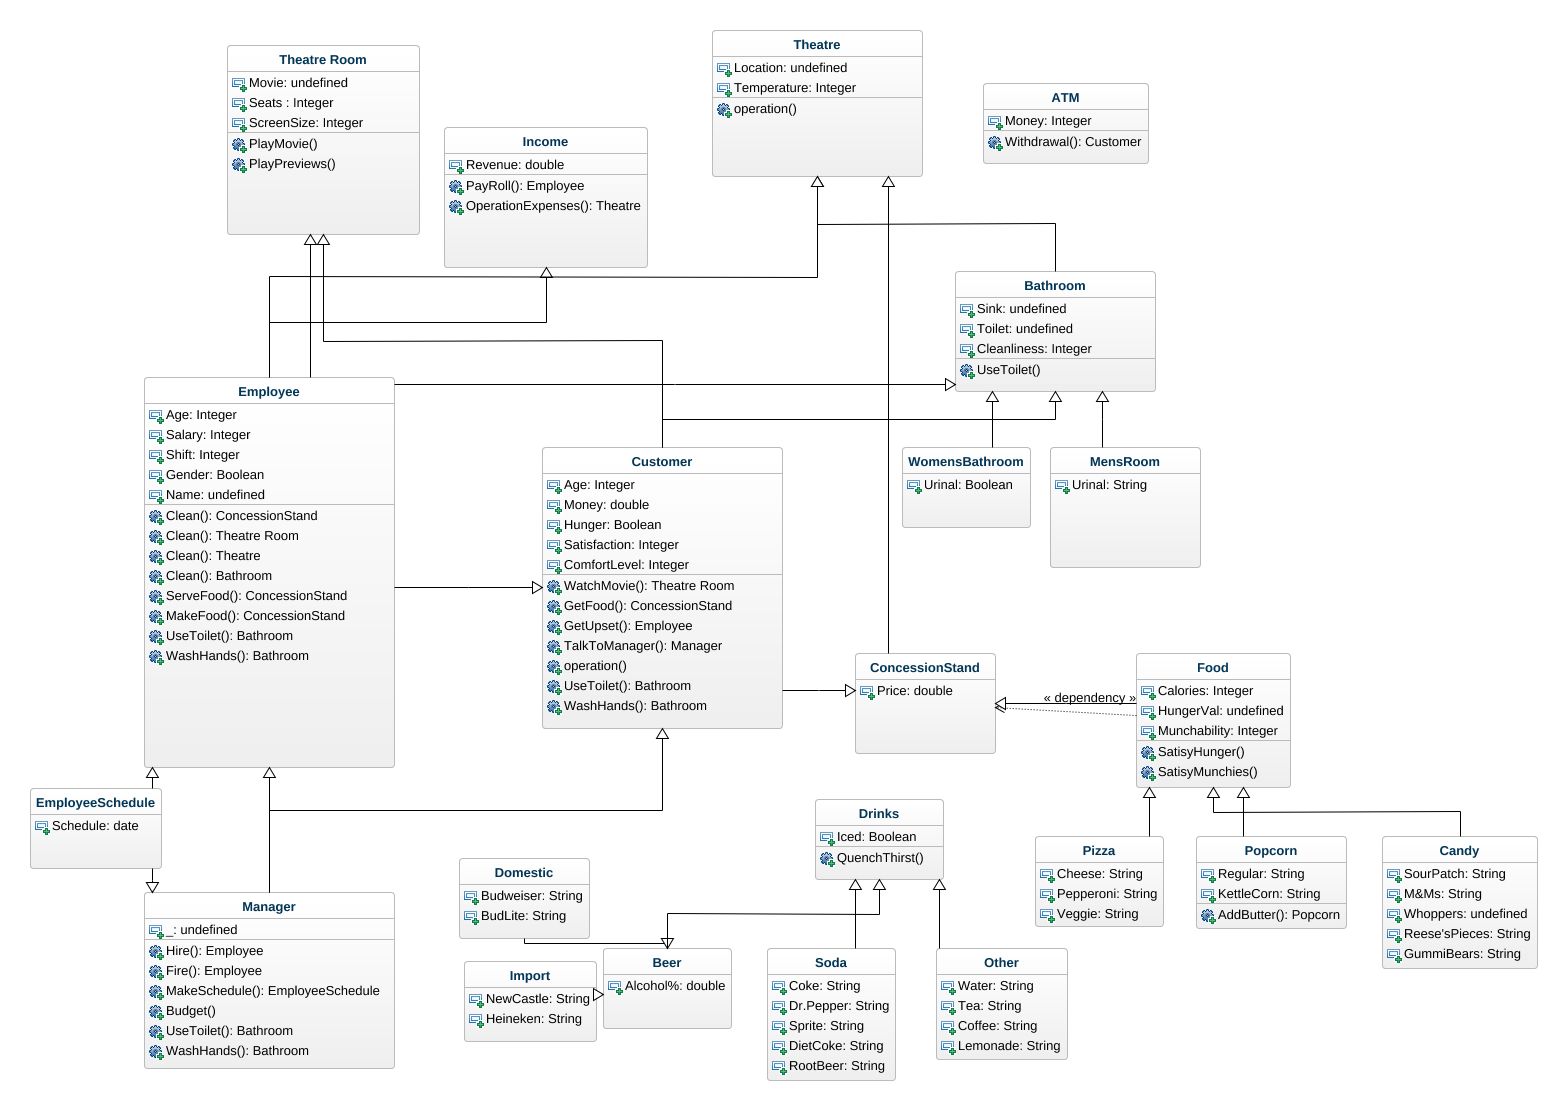 Theatre Room
Movie: undefined
Seats : Integer
ScreenSize: Integer
PlayMovie()
PlayPreviews()
Income
Revenue: double
PayRoll(): Employee
OperationExpenses(): Theatre
Theatre
Location: undefined
Temperature: Integer
operation()
ATM
Money: Integer
Withdrawal(): Customer
Bathroom
Sink: undefined
Toilet: undefined
Cleanliness: Integer
UseToilet()
Employee
Age: Integer
Salary: Integer
Shift: Integer
Gender: Boolean
Name: undefined
Clean(): ConcessionStand
Clean(): Theatre Room
Clean(): Theatre
Clean(): Bathroom
ServeFood(): ConcessionStand
MakeFood(): ConcessionStand
UseToilet(): Bathroom
WashHands(): Bathroom
Customer
Age: Integer
Money: double
Hunger: Boolean
Satisfaction: Integer
ComfortLevel: Integer
WatchMovie(): Theatre Room
GetFood(): ConcessionStand
GetUpset(): Employee
TalkToManager(): Manager
operation()
UseToilet(): Bathroom
WashHands(): Bathroom
WomensBathroom
Urinal: Boolean
MensRoom
Urinal: String
ConcessionStand
Price: double
« dependency »
Food
Calories: Integer
HungerVal: undefined
Munchability: Integer
SatisyHunger()
SatisyMunchies()
EmployeeSchedule
Schedule: date
Manager
_: undefined
Hire(): Employee
Fire(): Employee
MakeSchedule(): EmployeeSchedule
Budget()
UseToilet(): Bathroom
WashHands(): Bathroom
Domestic
Budweiser: String
BudLite: String
Import
NewCastle: String
Heineken: String
Beer
Alcohol%: double
Drinks
Iced: Boolean
QuenchThirst()
Soda
Coke: String
Dr.Pepper: String
Sprite: String
DietCoke: String
RootBeer: String
Other
Water: String
Tea: String
Coffee: String
Lemonade: String
Pizza
Cheese: String
Pepperoni: String
Veggie: String
Popcorn
Regular: String
KettleCorn: String
AddButter(): Popcorn
Candy
SourPatch: String
M&Ms: String
Whoppers: undefined
Reese'sPieces: String
GummiBears: String